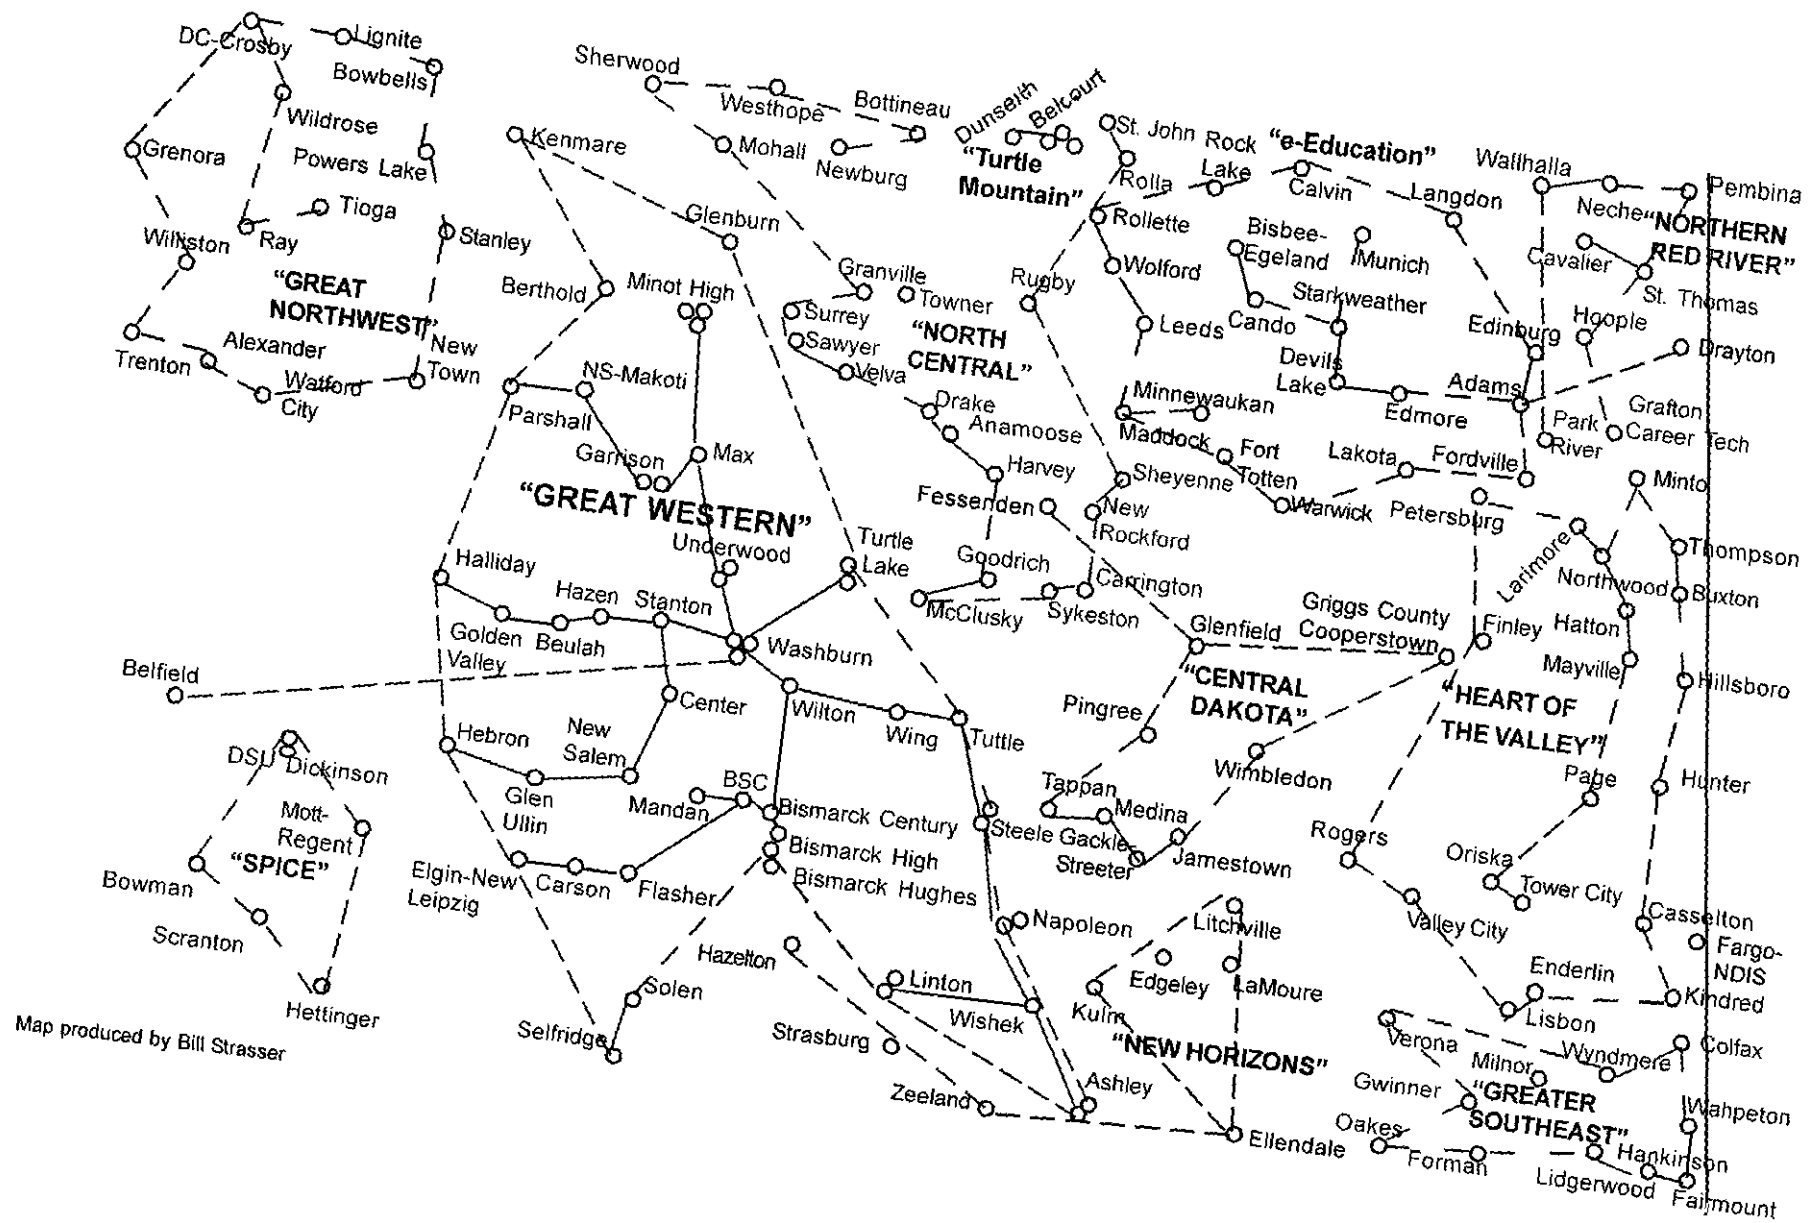 DC-Crosby
Lignite
Bowbells
Wildrose
Grenora
Powers Lake
Tioga
Ray
Williston
Stanley
"GREAT
NORTHWEST"
Trenton
Alexander
Watford
City
New
Town
Sherwood
Westhope
Bottineau
Kenmare
Mohall
Newburg
Dunseith
Belcourt
"Turtle
Mountain"
St. John
Rolla
Rock
Lake
"e-Education"
Calvin
Langdon
Wallhalla
Neche
Pembina
"NORTHERN
RED RIVER"
Cavalier
St. Thomas
Hoople
Glenburn
Berthold
Minot High
Granville
Towner
Surrey
Sawyer
Velva
"NORTH
CENTRAL"
Rugby
Rollette
Wolford
Leeds
Bisbee-
Egeland
Munich
Starkweather
Cando
Devils
Lake
Edmore
Adams
Edinburg
Drayton
Park
River
Grafton
Career Tech
NS-Makoti
Parshall
Garrison
Max
"GREAT WESTERN"
Underwood
Turtle
Lake
Drake
Anamoose
Harvey
Fessenden
Goodrich
McClusky
Sykeston
Carrington
New
Rockford
Sheyenne
Minnewaukan
Maddock
Fort
Totten
Warwick
Lakota
Fordville
Petersburg
Minto
Larimore
Thompson
Northwood
Buxton
Hatton
Mayville
Hillsboro
Halliday
Golden
Valley
Beulah
Hazen
Stanton
Washburn
Belfield
Center
Wilton
Wing
Tuttle
Hebron
Glen
Ullin
New
Salem
Glenfield
Griggs County
Cooperstown
Finley
"CENTRAL
DAKOTA"
"HEART OF
THE VALLEY"
Pingree
Wimbledon
Tappan
Medina
Gackle-
Streeter
Jamestown
Page
Hunter
Rogers
Oriska
Tower City
Valley City
Casselton
Fargo-
NDIS
Kindred
Enderlin
Lisbon
DSU
Dickinson
Mott-
Regent
"SPICE"
Bowman
Scranton
Hettinger
Mandan
BSC
Bismarck Century
Bismarck High
Bismarck Hughes
Steele
Elgin-New
Leipzig
Carson
Flasher
Napoleon
Hazelton
Linton
Wishek
Solen
Selfridge
Strasburg
Zeeland
Ashley
Litchville
Edgeley
LaMoure
Kulm
"NEW HORIZONS"
Ellendale
Verona
Milnor
Wyndmere
Colfax
Gwinner
"GREATER
SOUTHEAST"
Wahpeton
Oakes
Forman
Lidgerwood
Hankinson
Fairmount
Map produced by Bill Strasser